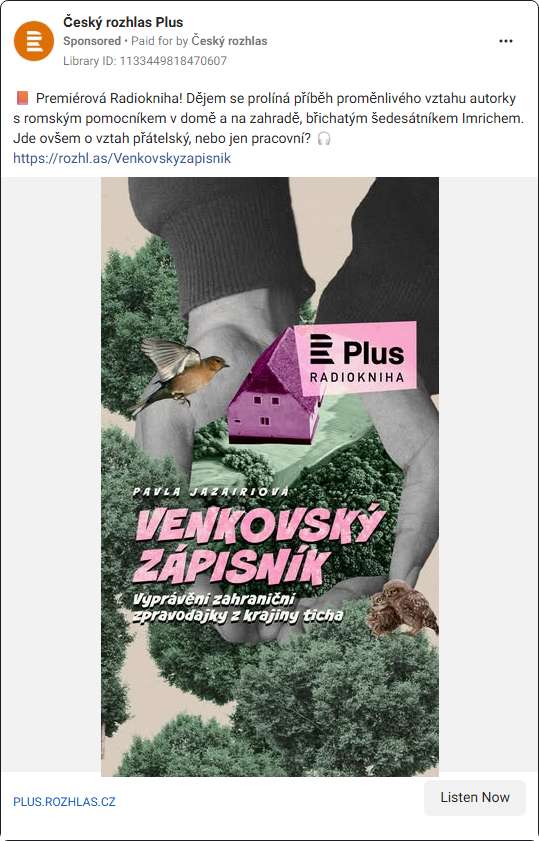 Český rozhlas Plus
Sponsored • Paid for by Český rozhlas
Library ID: 1133449818470607
📕 Premiérová Radiokniha! Dějem se prolíná příběh proměnlivého vztahu autorky
s romským pomocníkem v domě a na zahradě, břichatým šedesátníkem Imrichem.
Jde ovšem o vztah přátelský, nebo jen pracovní? 🎧
https://rozhl.as/Venkovskyzapisnik
Plus
RADIOKNIHA
PAVLA JAZAIRIOVÁ
VENKOVSKÝ
ZÁPISNÍK
Vyprávění zahraniční
zpravodajky z krajiny ticha
PLUS.ROZHLAS.CZ
Listen Now